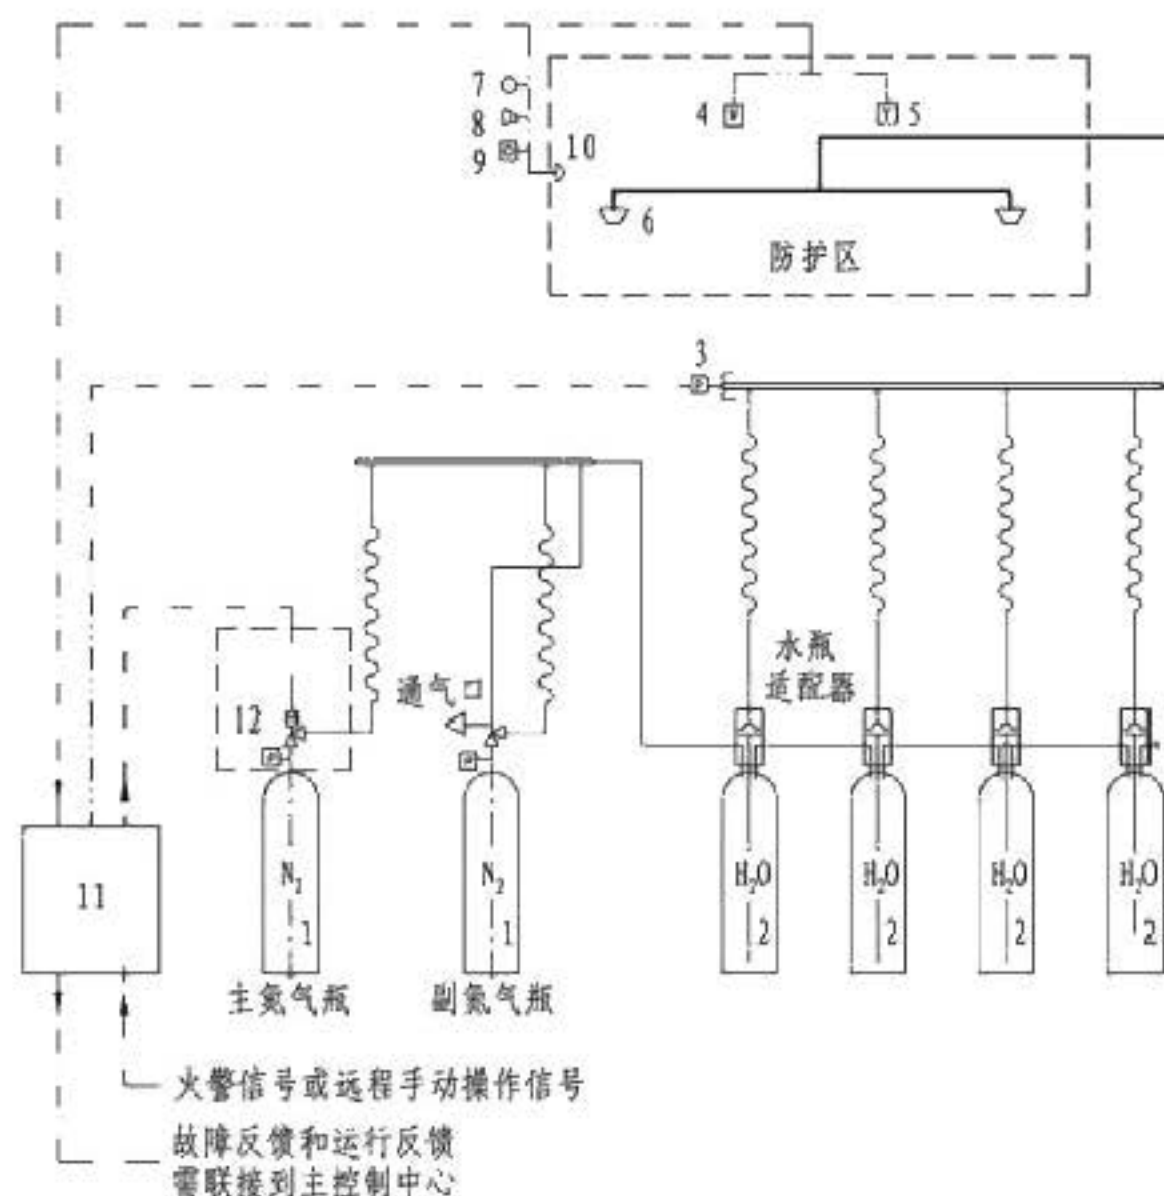 7
8
9
10
4
5
6
防护区
3
水瓶
适配器
通气口
12
11
N₂
1
N₂
1
H₂O
2
H₂O
2
H₂O
2
H₂O
2
主氮气瓶
副氮气瓶
火警信号或远程手动操作信号
故障反馈和运行反馈
需联接到主控制中心